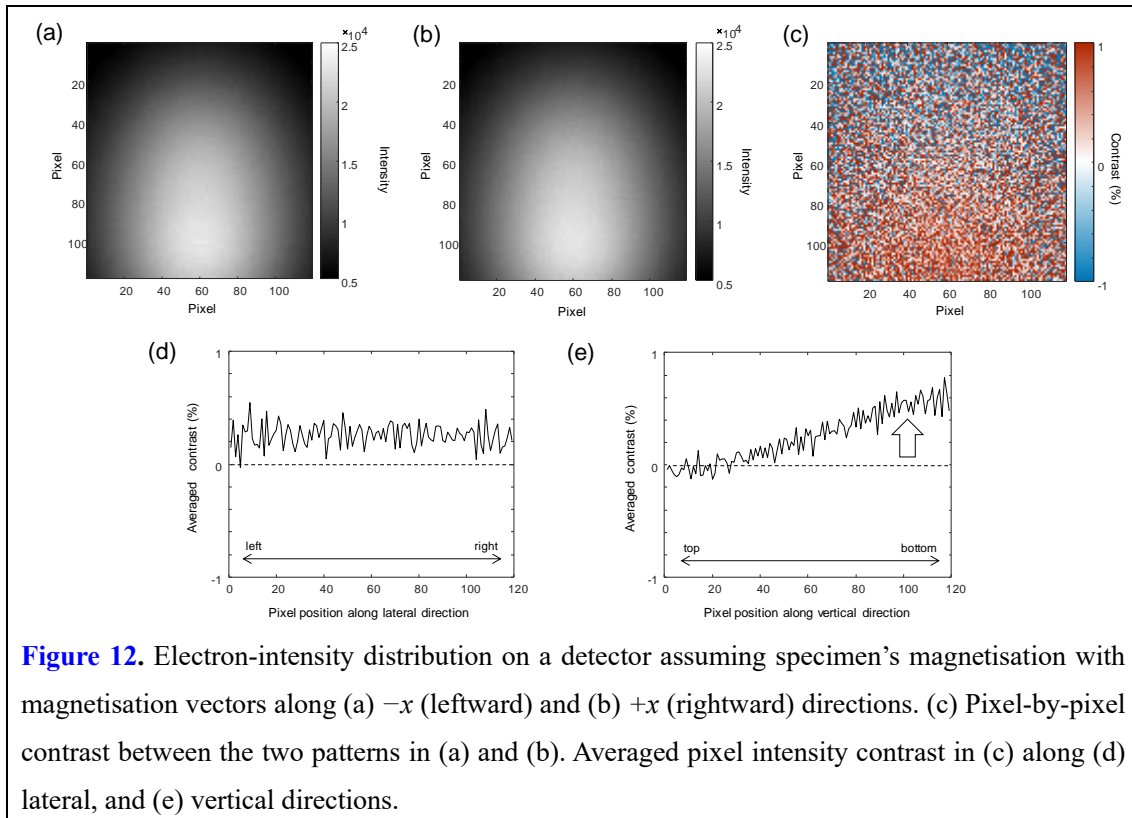 (a)
×10⁴
2.5
2
1.5
1
0.5
Intensity
20
40
60
80
100
Pixel
20 40 60 80 100
Pixel
(b)
×10⁴
2.5
2
1.5
1
0.5
Intensity
20
40
60
80
100
Pixel
20 40 60 80 100
Pixel
(c)
1
0
-1
Contrast (%)
20
40
60
80
100
Pixel
20 40 60 80 100
Pixel
(d)
1
0
-1
Averaged contrast (%)
left right
0 20 40 60 80 100 120
Pixel position along lateral direction
(e)
1
0
-1
Averaged contrast (%)
top bottom
0 20 40 60 80 100 120
Pixel position along vertical direction
Figure 12. Electron-intensity distribution on a detector assuming specimen’s magnetisation with
magnetisation vectors along (a) −x (leftward) and (b) +x (rightward) directions. (c) Pixel-by-pixel
contrast between the two patterns in (a) and (b). Averaged pixel intensity contrast in (c) along (d)
lateral, and (e) vertical directions.